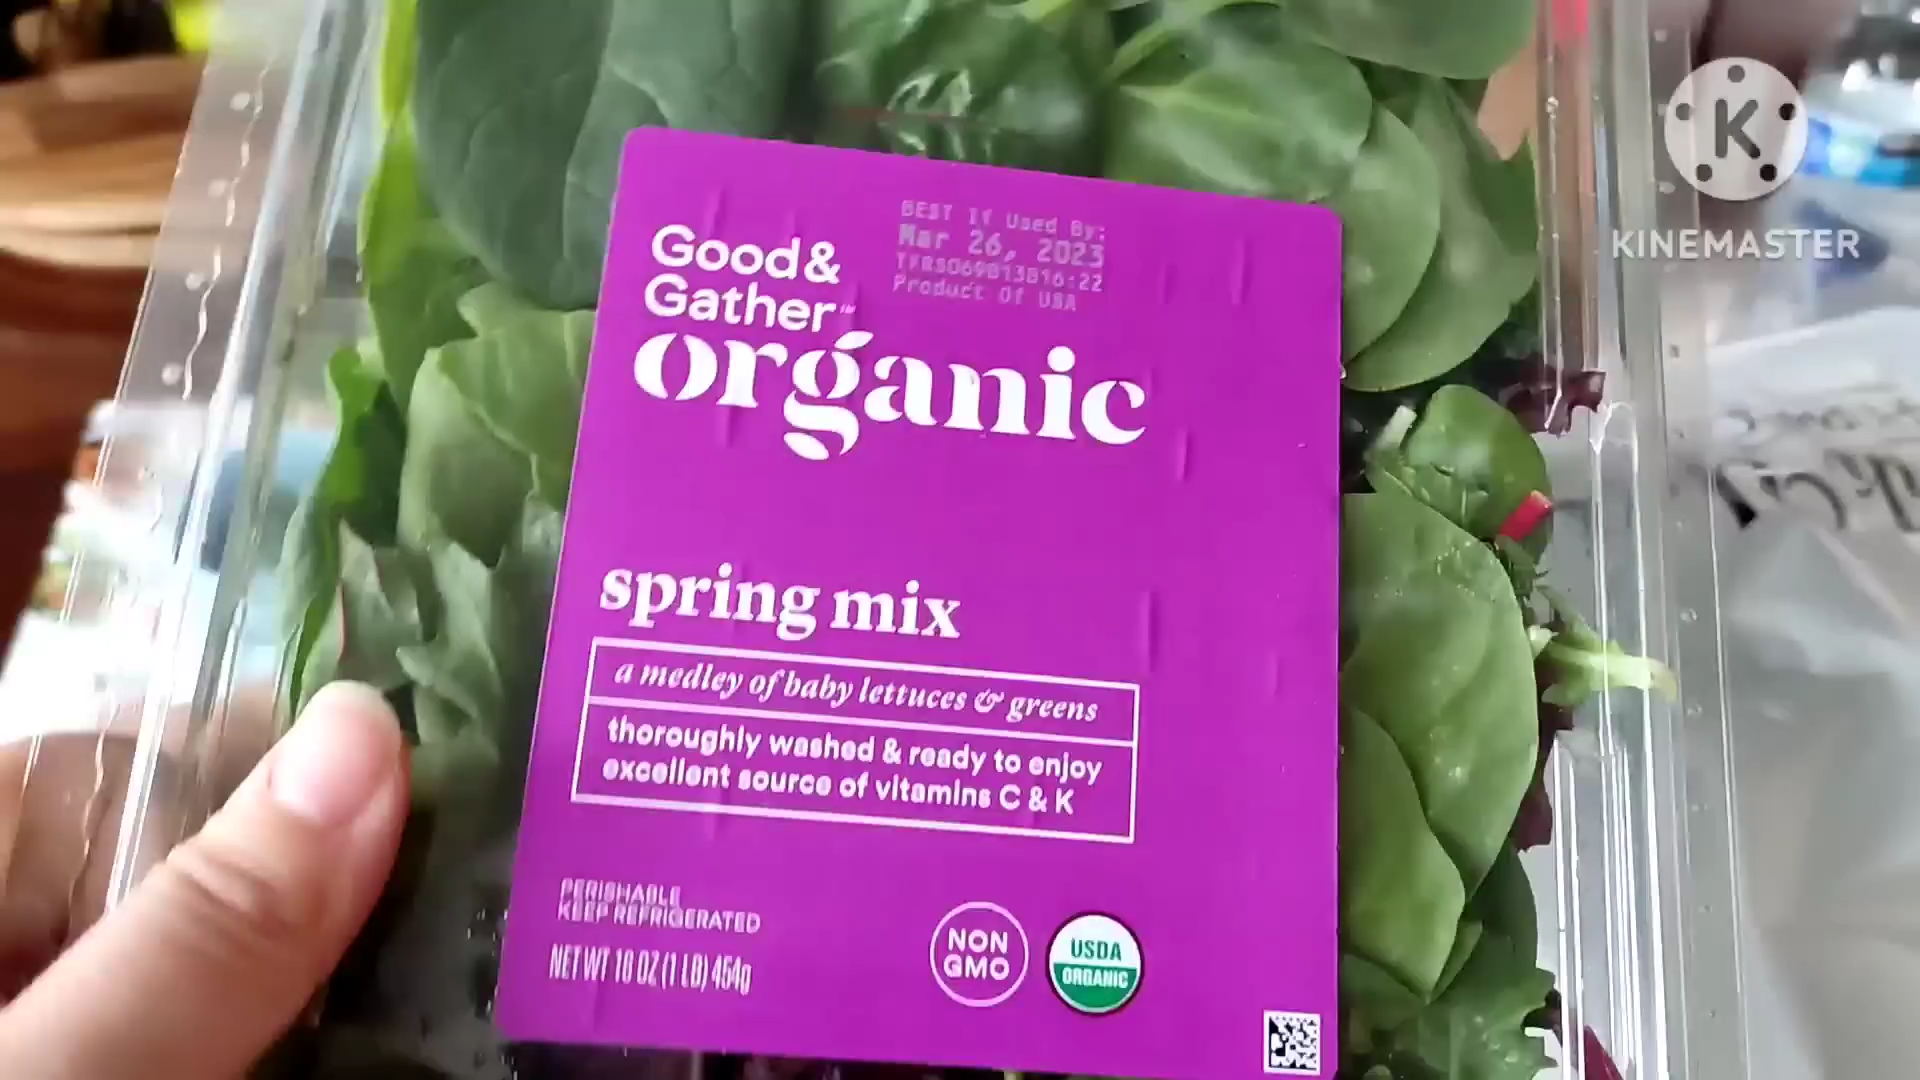 BEST If Used By:
Mar 26, 2023
Product Of USA
Good&
Gather™
organic
spring mix
a medley of baby lettuces & greens
thoroughly washed & ready to enjoy
excellent source of vitamins C & K
PERISHABLE
KEEP REFRIGERATED
NET WT 16 OZ (1 LB) 454g
NON
GMO
USDA
ORGANIC
K
KINEMASTER